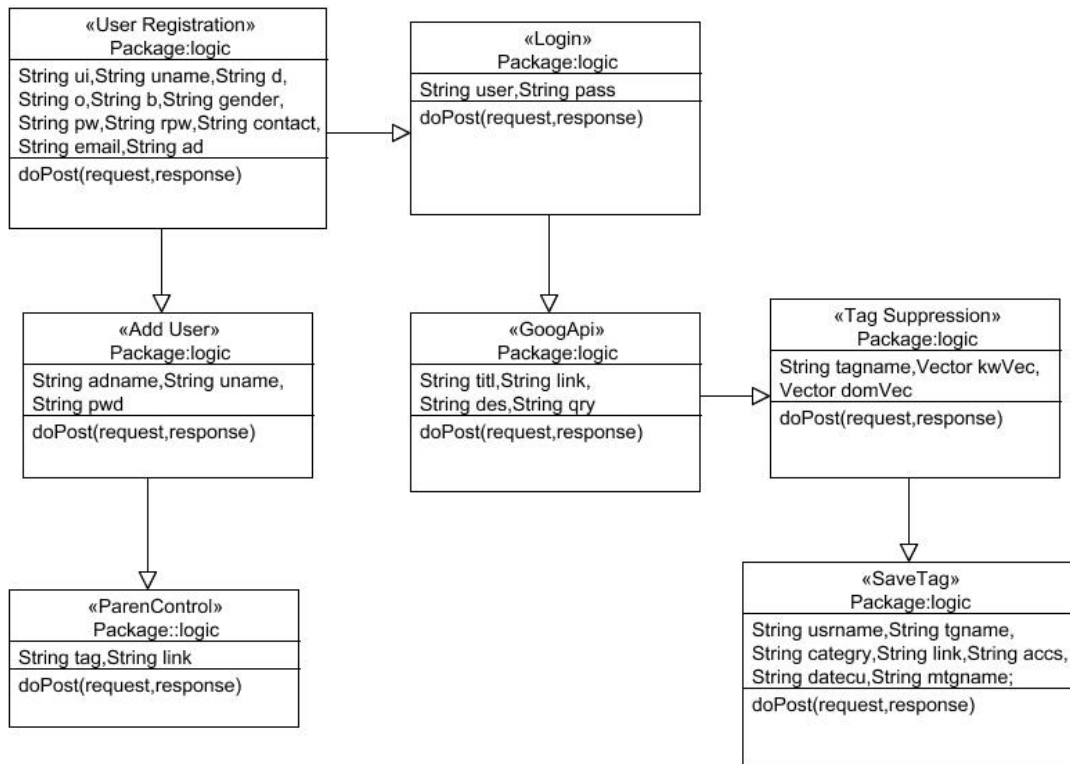 «User Registration»
Package:logic
String ui,String uname,String d,
String o,String b,String gender,
String pw,String rpw,String contact,
String email,String ad
doPost(request,response)
«Login»
Package:logic
String user,String pass
doPost(request,response)
«Add User»
Package:logic
String adname,String uname,
String pwd
doPost(request,response)
«GoogApi»
Package:logic
String titl,String link,
String des,String qry
doPost(request,response)
«Tag Suppression»
Package:logic
String tagname,Vector kwVec,
Vector domVec
doPost(request,response)
«ParenControl»
Package::logic
String tag,String link
doPost(request,response)
«SaveTag»
Package:logic
String usrname,String tgname,
String categry,String link,String accs,
String datecu,String mtgname;
doPost(request,response)